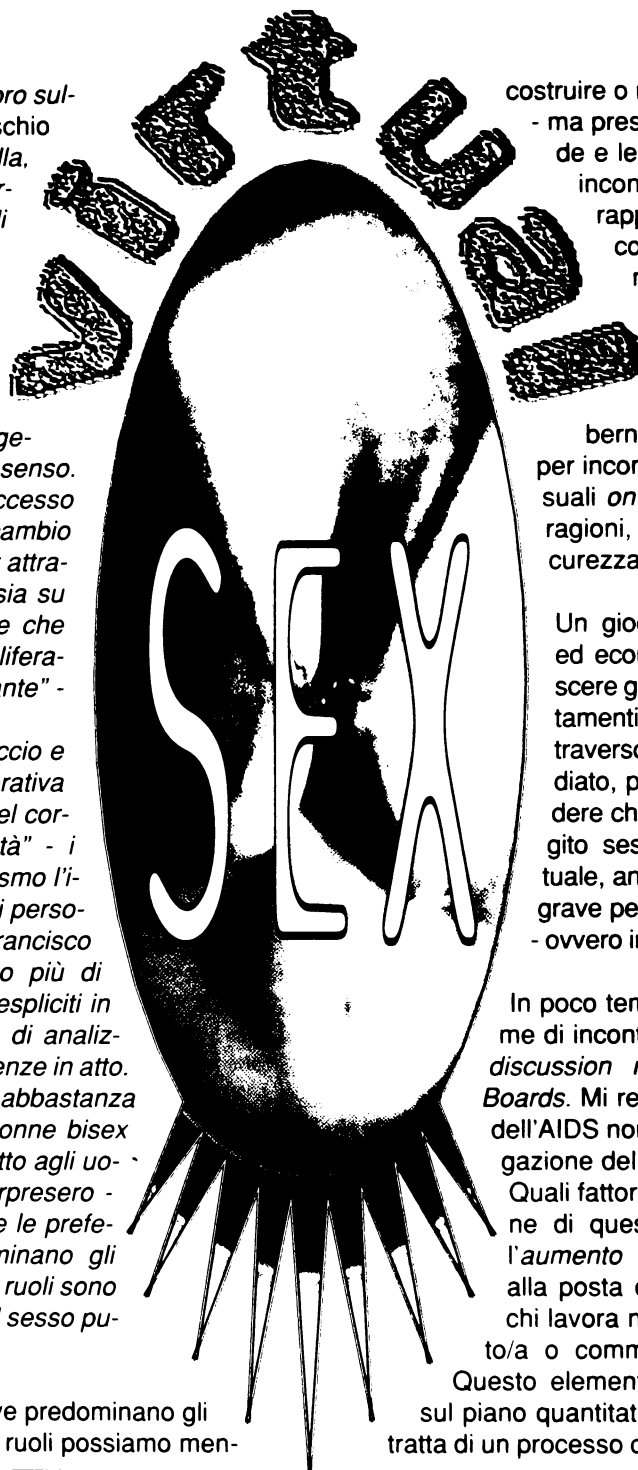 virtual
SEX
oro sul-
schio
lla,
r-
li
ge-
senso.
ccesso
ambio
attra-
sia su
e che
lifera-
ante" -
ccio e
erativa
el cor-
tà" - i
smo l'i-
i perso-
rancisco
o più di
espliciti in
di analiz-
enze in atto.
abbastanza
onne bisex
tto agli uo-
rpresero -
e le prefe-
minano gli
ruoli sono
l sesso pu-
ve predominano gli
ruoli possiamo men-
costruire o
- ma pres
de e le
incon
rapp
co
bern
per incor
suali on
ragioni,
curezza
Un gioc
ed econ
scere g
tamenti
traverso
diato, p
dere ch
gito ses
tuale, an
grave pe
- ovvero in
In poco tem
me di incont
discussion
Boards. Mi re
dell'AIDS nor
gazione del
Quali fattor
ne di ques
l'aumento
alla posta
chi lavora n
to/a o comm
Questo element
sul piano quantitat
tratta di un processo